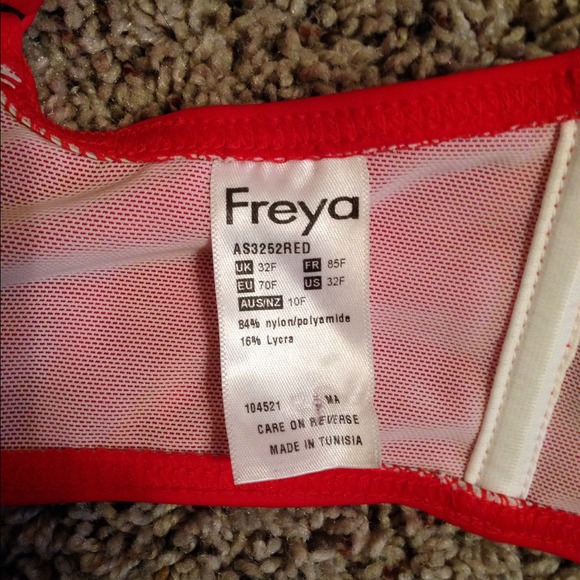 Freya
AS3252RED
UK 32F FR 85F
EU 70F US 32F
AUS/NZ 10F
84% nylon/polyamide
16% Lycra
104521 MA
CARE ON REVERSE
MADE IN TUNISIA